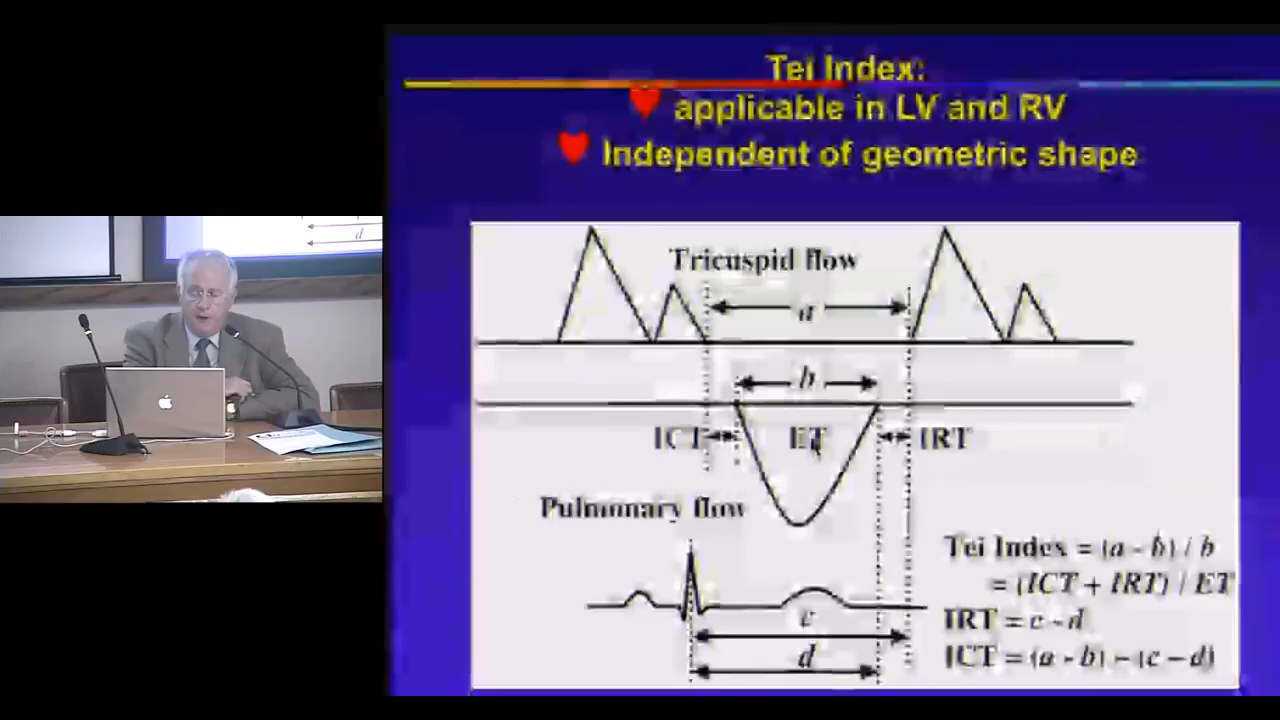 Tei Index:
applicable in LV and RV
Independent of geometric shape
d
Tricuspid flow
a
b
ICT
ET
IRT
Pulmonary flow
Tei Index = (a - b) / b
= (ICT + IRT) / ET
IRT = c - d
ICT = (a - b) - (c - d)
c
d